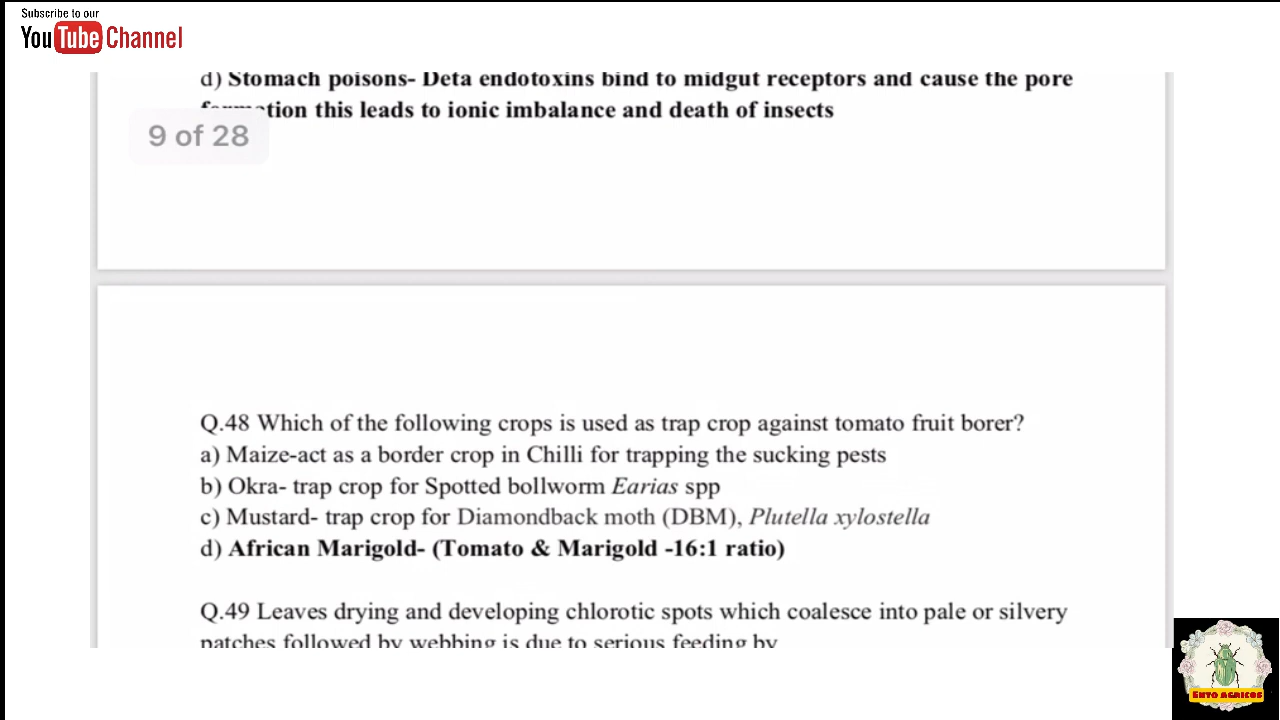 Subscribe to our
YouTube Channel
d) Stomach poisons- Deta endotoxins bind to midgut receptors and cause the pore
formation this leads to ionic imbalance and death of insects
9 of 28
Q.48 Which of the following crops is used as trap crop against tomato fruit borer?
a) Maize-act as a border crop in Chilli for trapping the sucking pests
b) Okra- trap crop for Spotted bollworm Earias spp
c) Mustard- trap crop for Diamondback moth (DBM), Plutella xylostella
d) African Marigold- (Tomato & Marigold -16:1 ratio)
Q.49 Leaves drying and developing chlorotic spots which coalesce into pale or silvery
patches followed by webbing is due to serious feeding by
ENTO AGRICOS